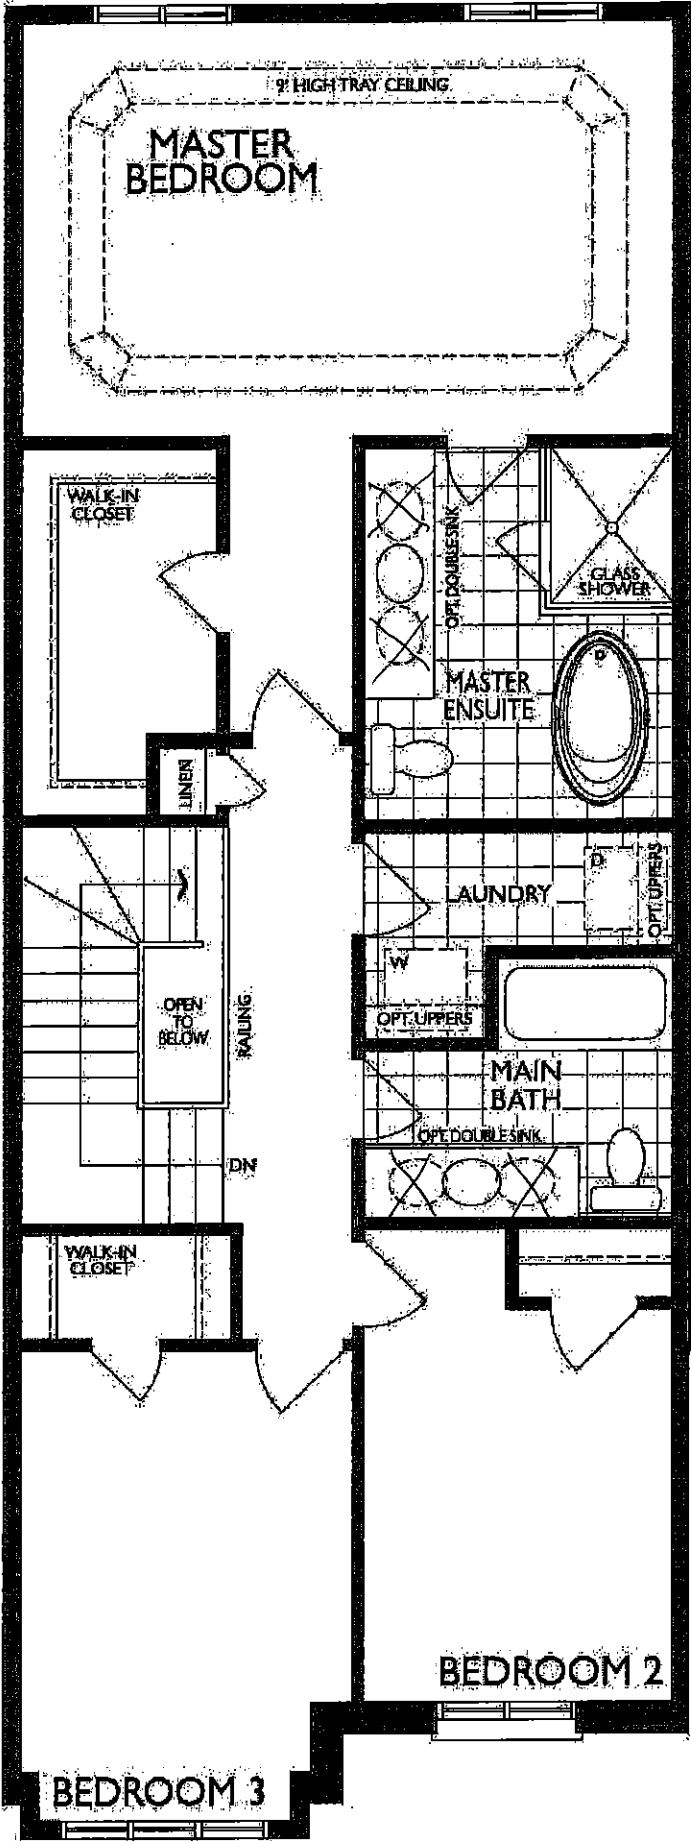 9' HIGH TRAY CEILING
MASTER
BEDROOM
WALK-IN
CLOSET
OPT. DOUBLE SINK
GLASS
SHOWER
MASTER
ENSUITE
LINEN
D
OPT. UPPERS
LAUNDRY
W
OPT. UPPERS
OPEN
TO
BELOW
RAILING
MAIN
BATH
OPT. DOUBLE SINK
DN
WALK-IN
CLOSET
BEDROOM 2
BEDROOM 3